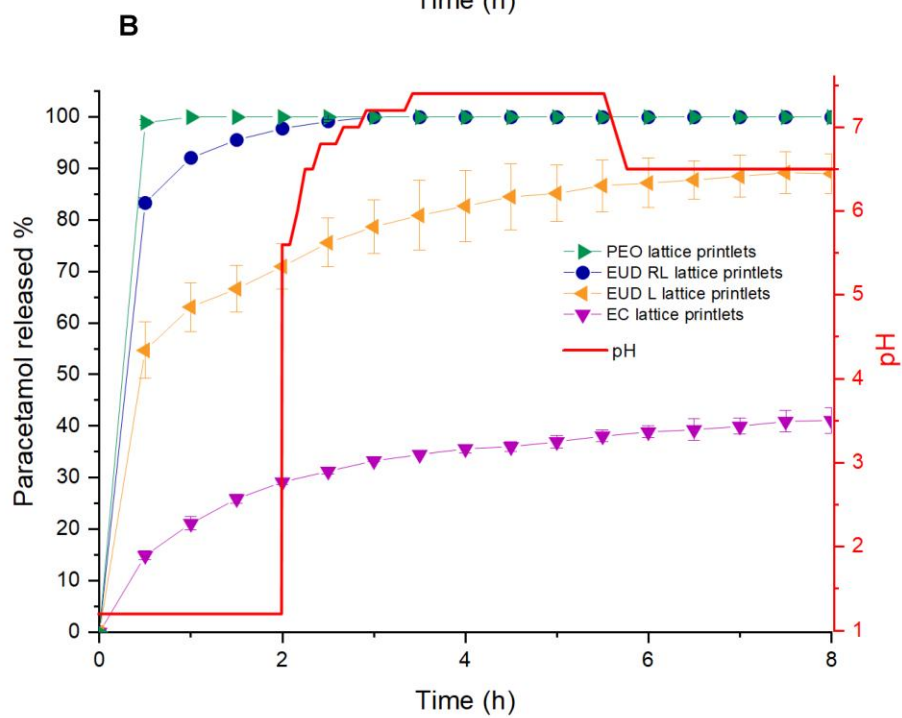 Time (h)
B
100
90
80
70
60
50
40
30
20
10
0
Paracetamol released %
PEO lattice printlets
EUD RL lattice printlets
EUD L lattice printlets
EC lattice printlets
pH
7
6
5
4
3
2
1
pH
0 2 4 6 8
Time (h)